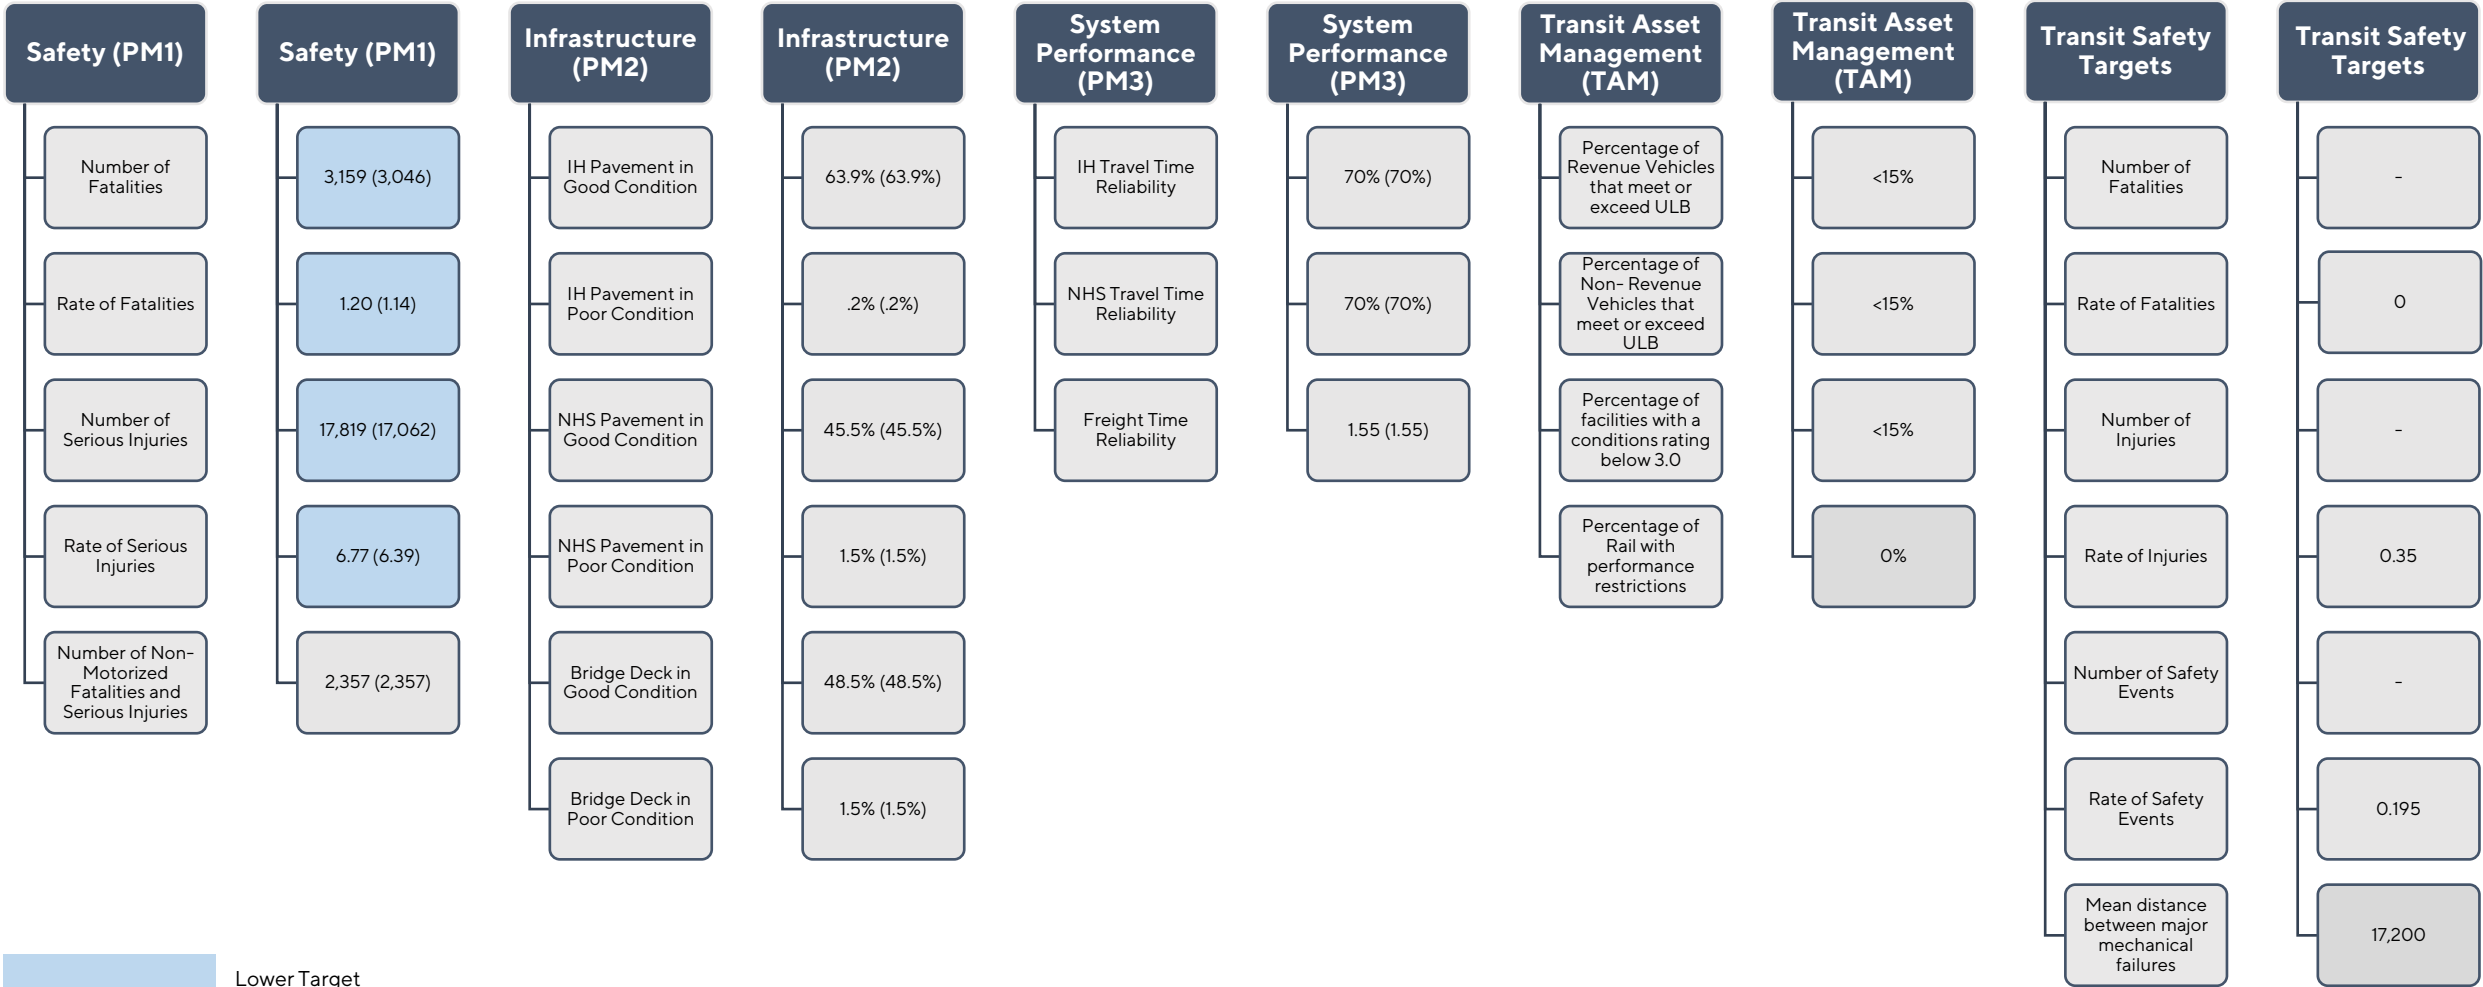 Safety (PM1)
Number of
Fatalities
Rate of Fatalities
Number of
Serious Injuries
Rate of Serious
Injuries
Number of Non-
Motorized
Fatalities and
Serious Injuries
Safety (PM1)
3,159 (3,046)
1.20 (1.14)
17,819 (17,062)
6.77 (6.39)
2,357 (2,357)
Infrastructure
(PM2)
IH Pavement in
Good Condition
IH Pavement in
Poor Condition
NHS Pavement in
Good Condition
NHS Pavement in
Poor Condition
Bridge Deck in
Good Condition
Bridge Deck in
Poor Condition
Infrastructure
(PM2)
63.9% (63.9%)
.2% (.2%)
45.5% (45.5%)
1.5% (1.5%)
48.5% (48.5%)
1.5% (1.5%)
System
Performance
(PM3)
IH Travel Time
Reliability
NHS Travel Time
Reliability
Freight Time
Reliability
System
Performance
(PM3)
70% (70%)
70% (70%)
1.55 (1.55)
Transit Asset
Management
(TAM)
Percentage of
Revenue Vehicles
that meet or
exceed ULB
Percentage of
Non- Revenue
Vehicles that
meet or exceed
ULB
Percentage of
facilities with a
conditions rating
below 3.0
Percentage of
Rail with
performance
restrictions
Transit Asset
Management
(TAM)
<15%
<15%
<15%
0%
Transit Safety
Targets
Number of
Fatalities
Rate of Fatalities
Number of
Injuries
Rate of Injuries
Number of Safety
Events
Rate of Safety
Events
Mean distance
between major
mechanical
failures
Transit Safety
Targets
-
0
-
0.35
-
0.195
17,200
Lower Target